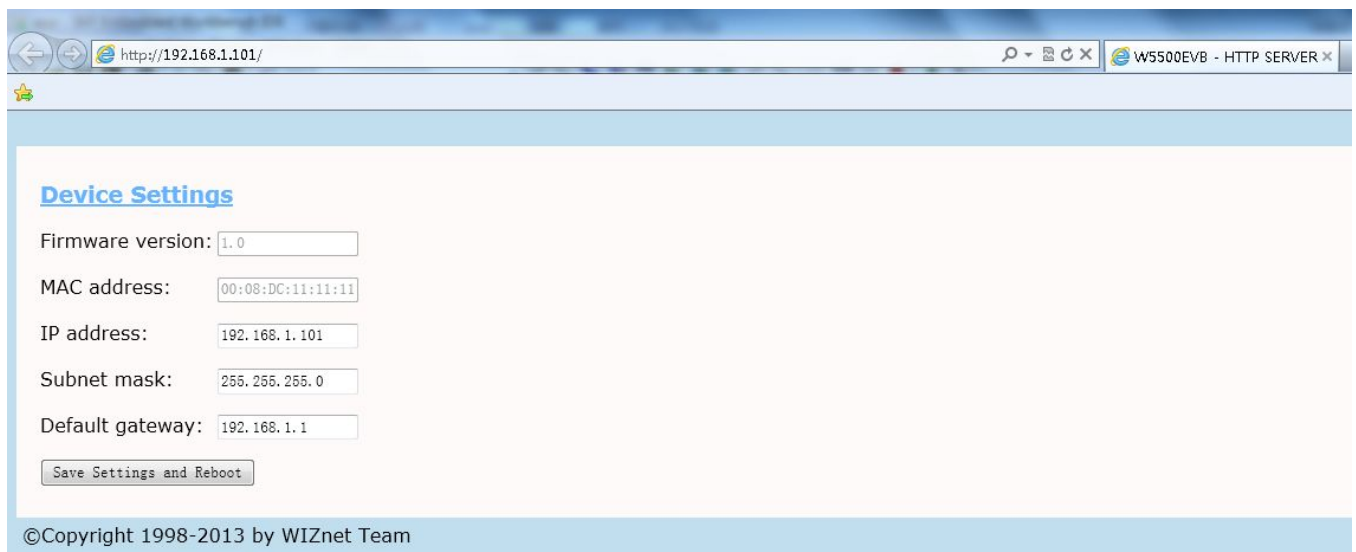 http://192.168.1.101/
W5500EVB - HTTP SERVER
Device Settings
Firmware version: 1.0
MAC address: 00:08:DC:11:11:11
IP address: 192.168.1.101
Subnet mask: 255.255.255.0
Default gateway: 192.168.1.1
Save Settings and Reboot
©Copyright 1998-2013 by WIZnet Team